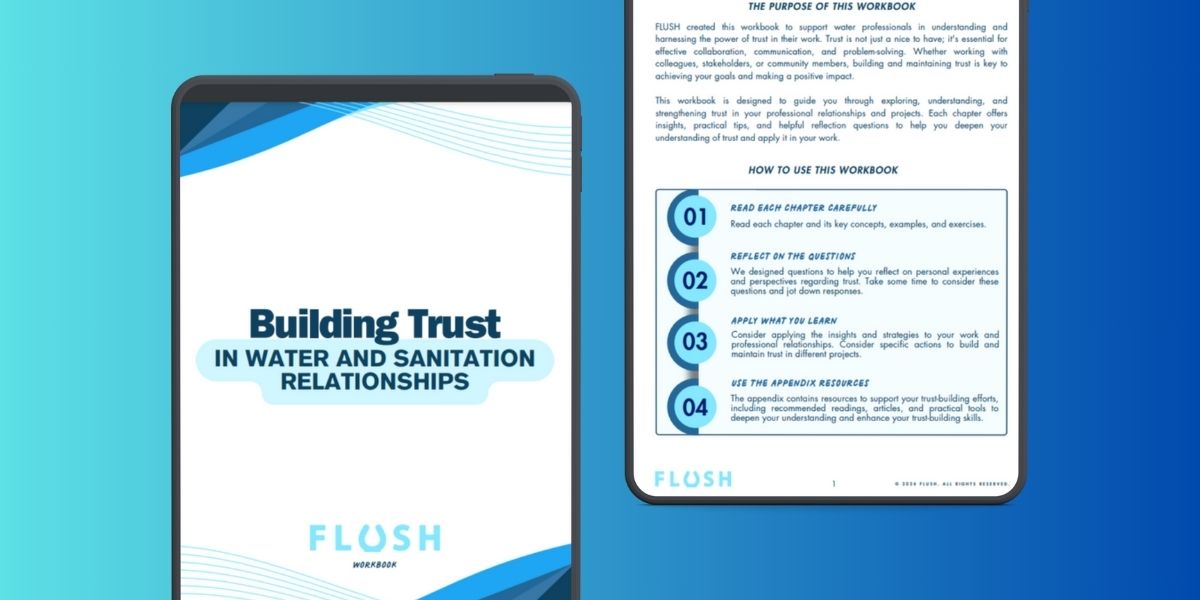 Building Trust
IN WATER AND SANITATION
RELATIONSHIPS
FLUSH
WORKBOOK
THE PURPOSE OF THIS WORKBOOK
FLUSH created this workbook to support water professionals in understanding and
harnessing the power of trust in their work. Trust is not just a nice to have; it's essential for
effective collaboration, communication, and problem-solving. Whether working with
colleagues, stakeholders, or community members, building and maintaining trust is key to
achieving your goals and making a positive impact.
This workbook is designed to guide you through exploring, understanding, and
strengthening trust in your professional relationships and projects. Each chapter offers
insights, practical tips, and helpful reflection questions to help you deepen your
understanding of trust and apply it in your work.
HOW TO USE THIS WORKBOOK
01
READ EACH CHAPTER CAREFULLY
Read each chapter and its key concepts, examples, and exercises.
02
REFLECT ON THE QUESTIONS
We designed questions to help you reflect on personal experiences
and perspectives regarding trust. Take some time to consider these
questions and jot down responses.
03
APPLY WHAT YOU LEARN
Consider applying the insights and strategies to your work and
professional relationships. Consider specific actions to build and
maintain trust in different projects.
04
USE THE APPENDIX RESOURCES
The appendix contains resources to support your trust-building efforts,
including recommended readings, articles, and practical tools to
deepen your understanding and enhance your trust-building skills.
FLUSH
1
© 2024 FLUSH. ALL RIGHTS RESERVED.